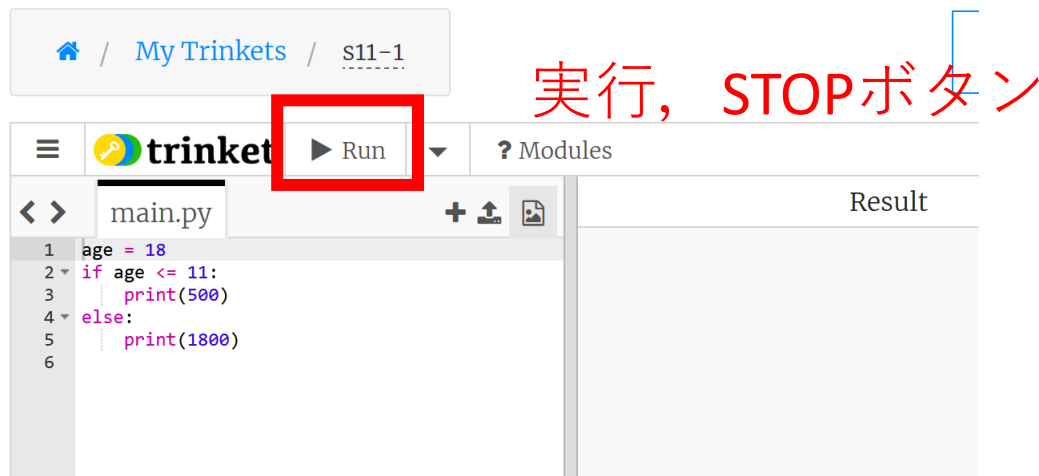 / My Trinkets / s11-1
実行，STOPボタン
trinket Run ? Modules
main.py
Result
1 age = 18
2 if age <= 11:
3     print(500)
4 else:
5     print(1800)
6